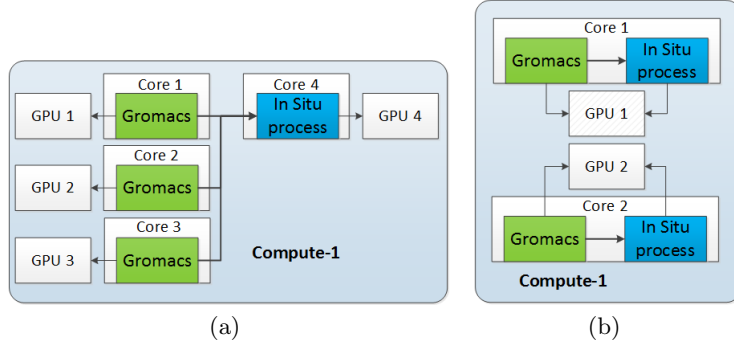 Core 1
Core 4
GPU 1
Gromacs
In Situ
process
GPU 4
Core 2
GPU 2
Gromacs
Core 3
GPU 3
Gromacs
Compute-1
(a)
Core 1
Gromacs
In Situ
process
GPU 1
GPU 2
Core 2
Gromacs
In Situ
process
Compute-1
(b)